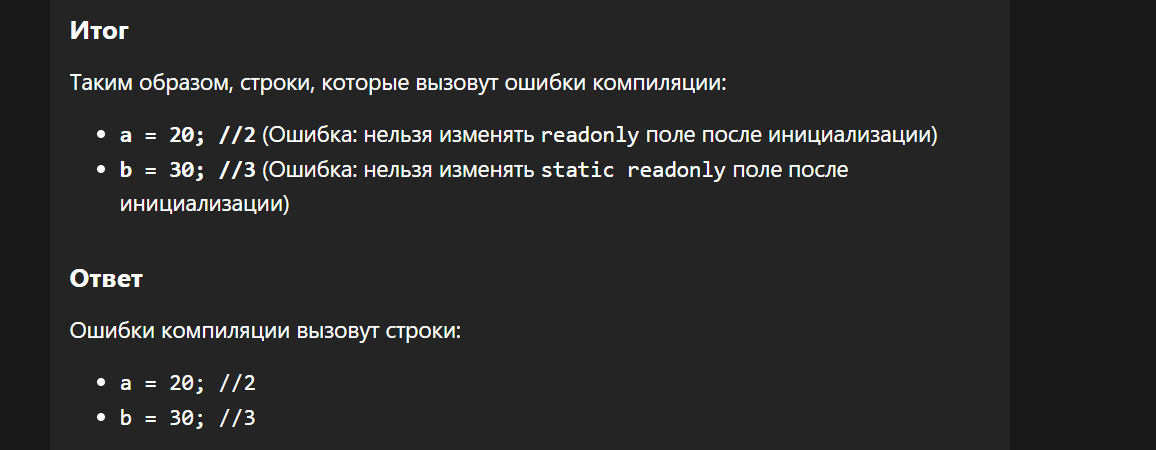 Итог
Таким образом, строки, которые вызовут ошибки компиляции:
• a = 20; //2 (Ошибка: нельзя изменять readonly поле после инициализации)
• b = 30; //3 (Ошибка: нельзя изменять static readonly поле после
инициализации)
Ответ
Ошибки компиляции вызовут строки:
• a = 20; //2
• b = 30; //3